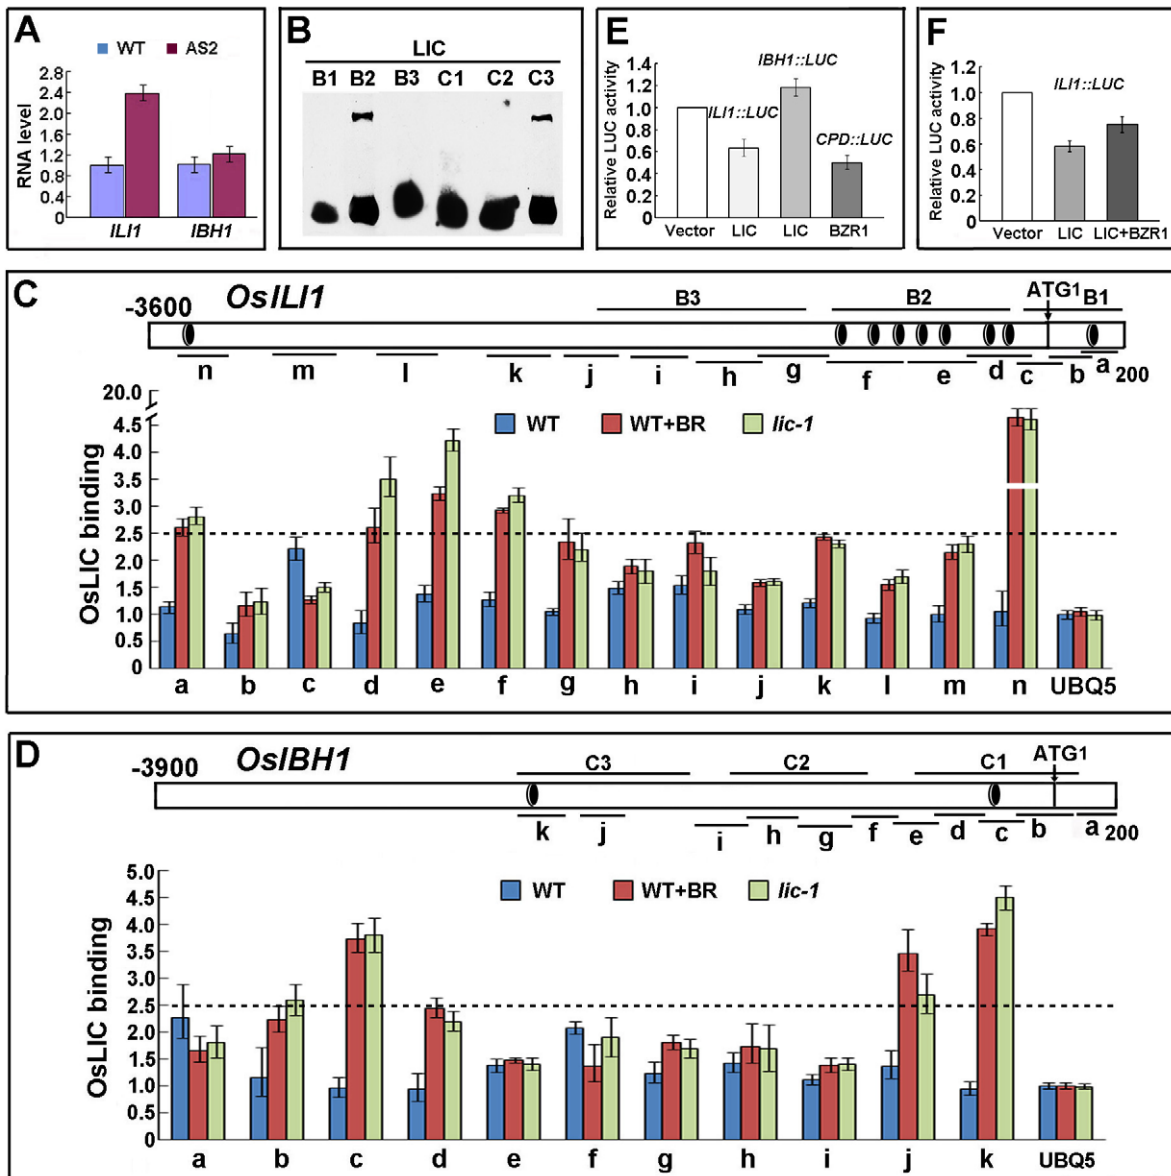 A
WT AS2
RNA level
2.8
2.4
2.0
1.6
1.2
0.8
0.4
0
ILI1 IBH1
B
LIC
B1 B2 B3 C1 C2 C3
E
Relative LUC activity
1.4
1.2
1.0
0.8
0.6
0.4
0.2
0.0
IBH1::LUC
ILI1::LUC
CPD::LUC
Vector LIC LIC BZR1
F
Relative LUC activity
1.2
1.0
0.8
0.6
0.4
0.2
0.0
ILI1::LUC
Vector LIC LIC+BZR1
C
-3600 OsILI1
B3 B2 ATG1 B1
n m l k j i h g f e d c b a 200
OsLIC binding
20.0
4.5
3.5
3.0
2.5
2.0
1.5
1.0
0.5
0
WT WT+BR lic-1
a b c d e f g h i j k l m n UBQ5
D
-3900 OsIBH1
C3 C2 C1 ATG1
k j i h g f e d c b a 200
OsLIC binding
5.0
4.5
4.0
3.5
3.0
2.5
2.0
1.5
1.0
0.5
0
WT WT+BR lic-1
a b c d e f g h i j k UBQ5